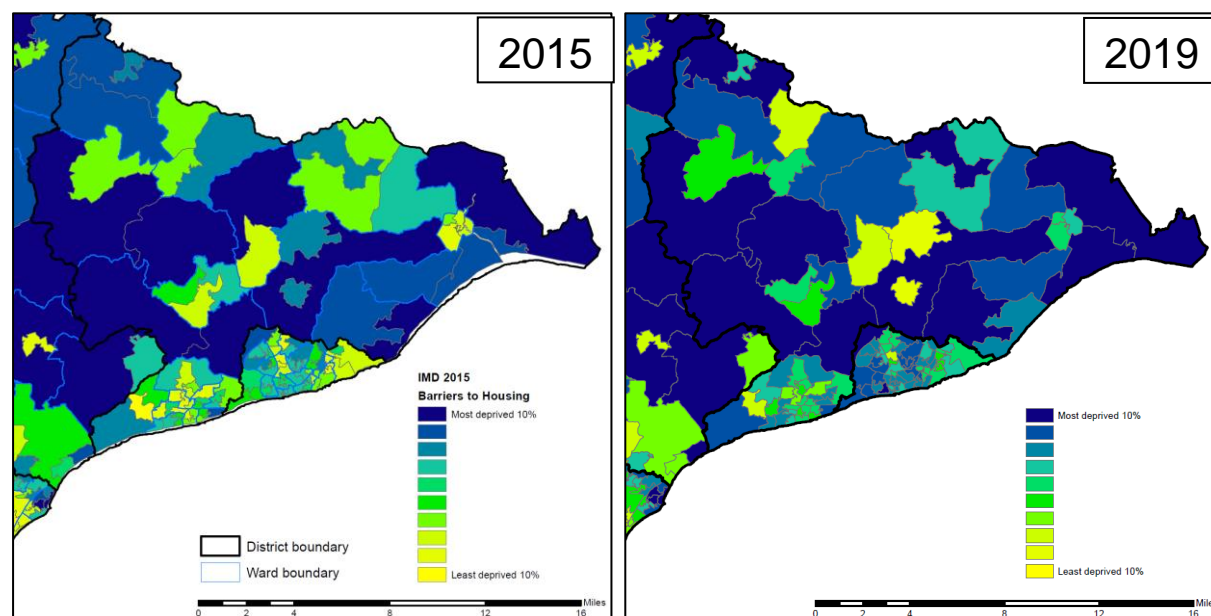 2015
IMD 2015
Barriers to Housing
Most deprived 10%
Least deprived 10%
District boundary
Ward boundary
Miles
0 2 4 8 12 16
2019
Most deprived 10%
Least deprived 10%
Miles
0 2 4 8 12 16